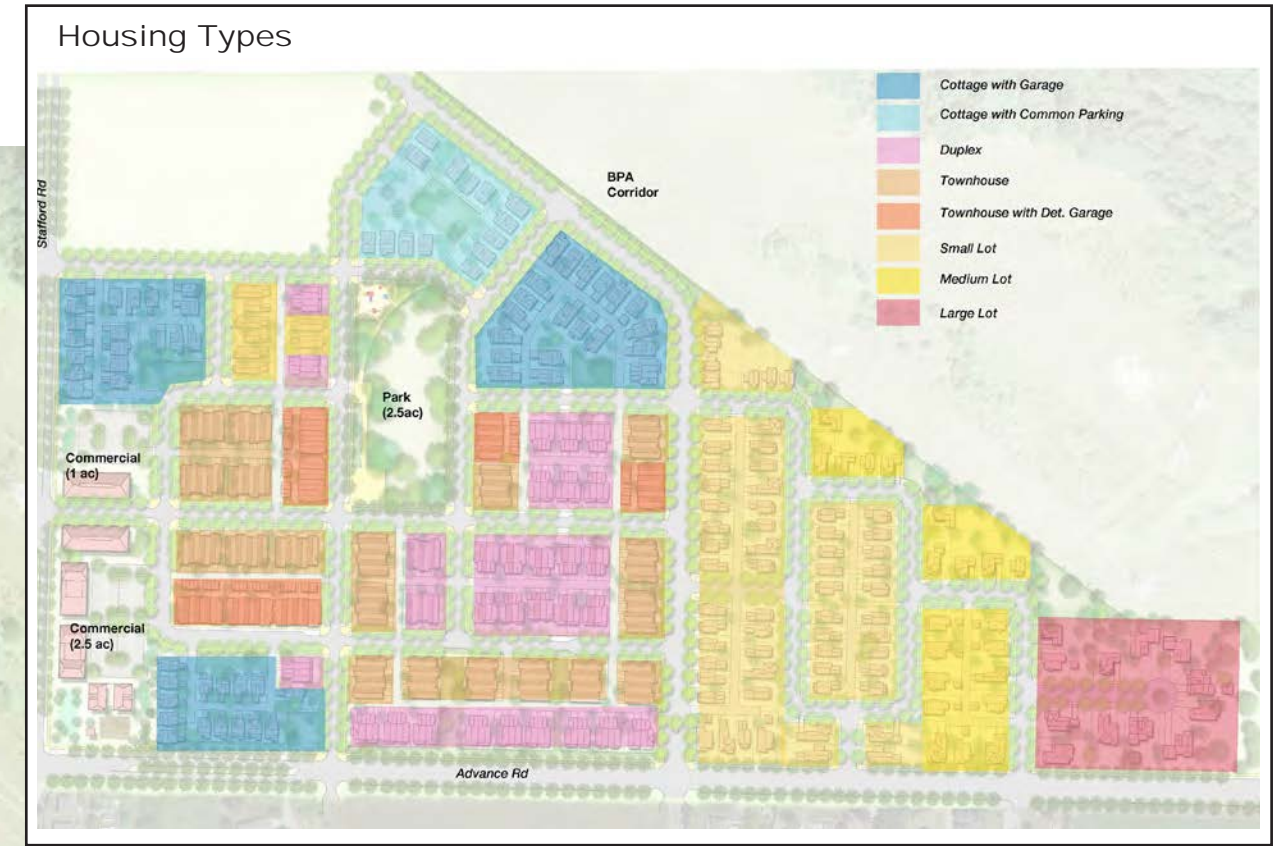 Housing Types
Cottage with Garage
Cottage with Common Parking
Duplex
Townhouse
Townhouse with Det. Garage
Small Lot
Medium Lot
Large Lot
BPA
Corridor
Stafford Rd
Park
(2.5ac)
Commercial
(1 ac)
Commercial
(2.5 ac)
Advance Rd